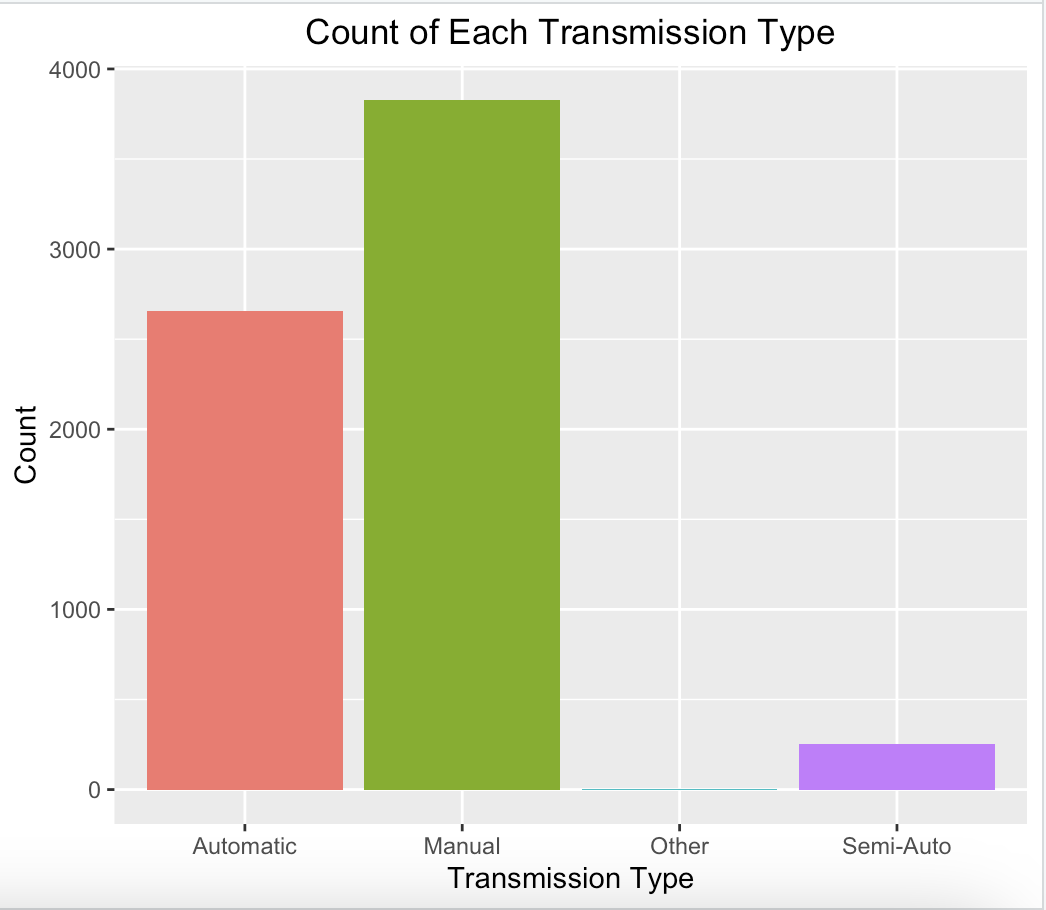 Count of Each Transmission Type
4000
3000
2000
1000
0
Count
Automatic Manual Other Semi-Auto
Transmission Type